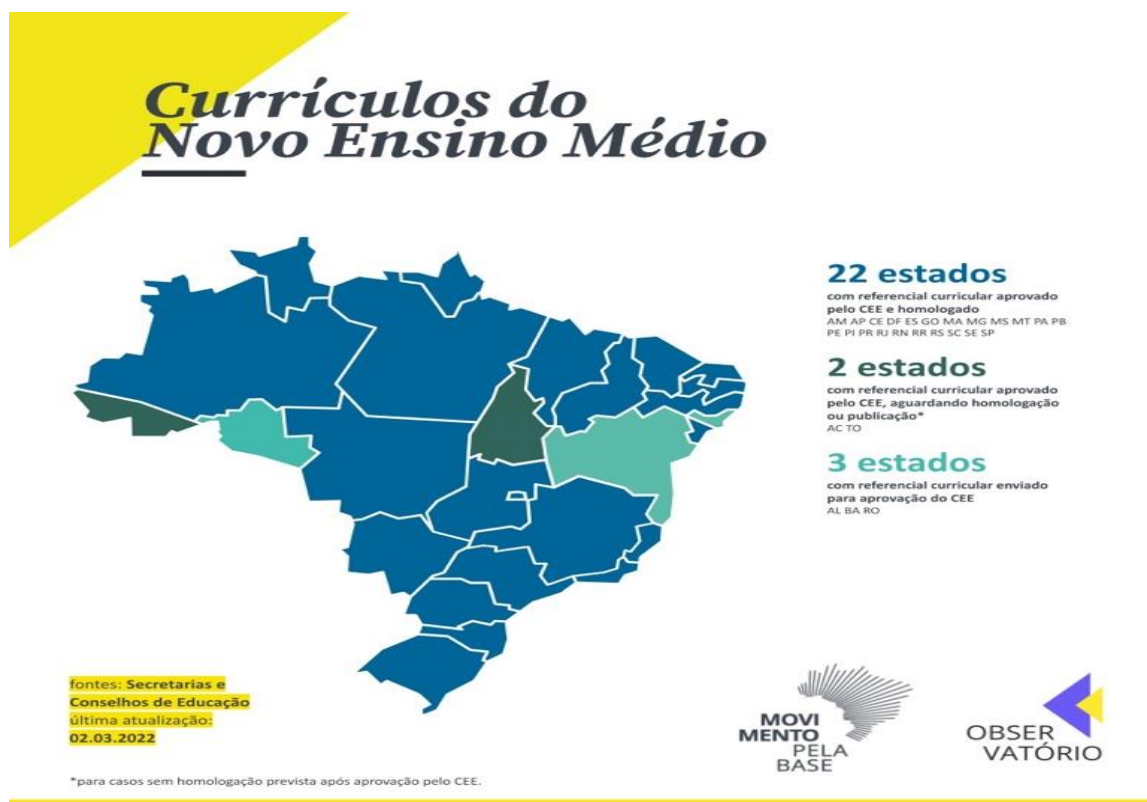 Currículos do
Novo Ensino Médio
22 estados
com referencial curricular aprovado
pelo CEE e homologado
AM AP CE DF ES GO MA MG MS MT PA PB
PE PI PR RJ RN RR RS SC SE SP
2 estados
com referencial curricular aprovado
pelo CEE, aguardando homologação
ou publicação*
AC TO
3 estados
com referencial curricular enviado
para aprovação do CEE
AL BA RO
fontes: Secretarias e
Conselhos de Educação
última atualização:
02.03.2022
MOVI
MENTO
PELA
BASE
OBSER
VATÓRIO
*para casos sem homologação prevista após aprovação pelo CEE.